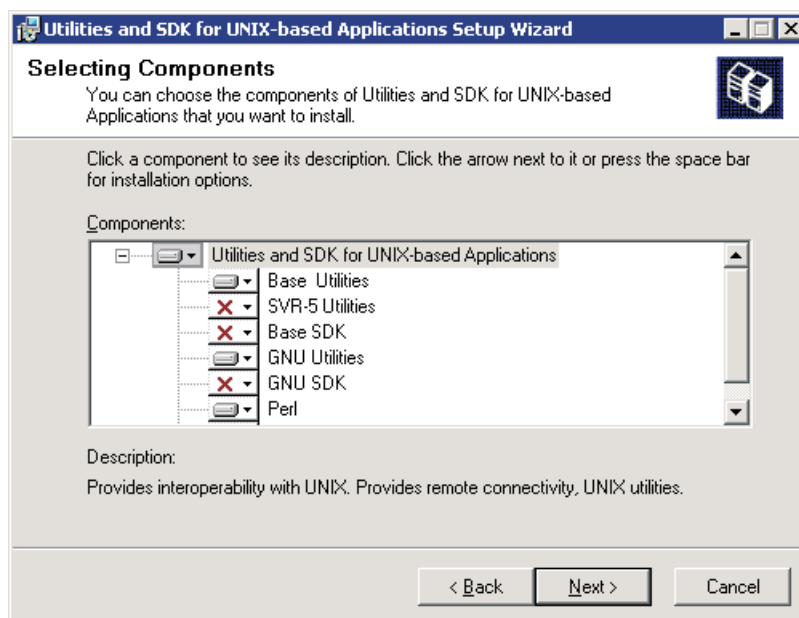 Utilities and SDK for UNIX-based Applications Setup Wizard
Selecting Components
You can choose the components of Utilities and SDK for UNIX-based
Applications that you want to install.
Click a component to see its description. Click the arrow next to it or press the space bar
for installation options.
Components:
Utilities and SDK for UNIX-based Applications
Base Utilities
SVR-5 Utilities
Base SDK
GNU Utilities
GNU SDK
Perl
Description:
Provides interoperability with UNIX. Provides remote connectivity, UNIX utilities.
< Back Next > Cancel